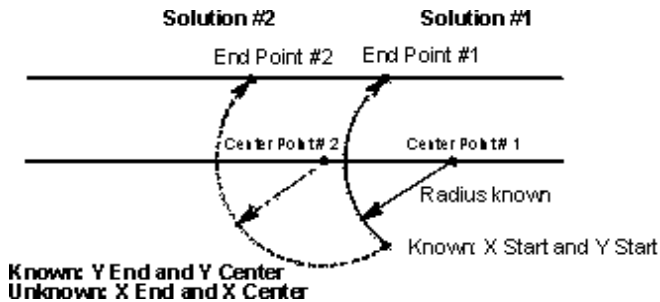 Solution #2
Solution #1
End Point #2
End Point #1
Center Point# 2
Center Point# 1
Radius known
Known: X Start and Y Start
Known: Y End and Y Center
Unknown: X End and X Center